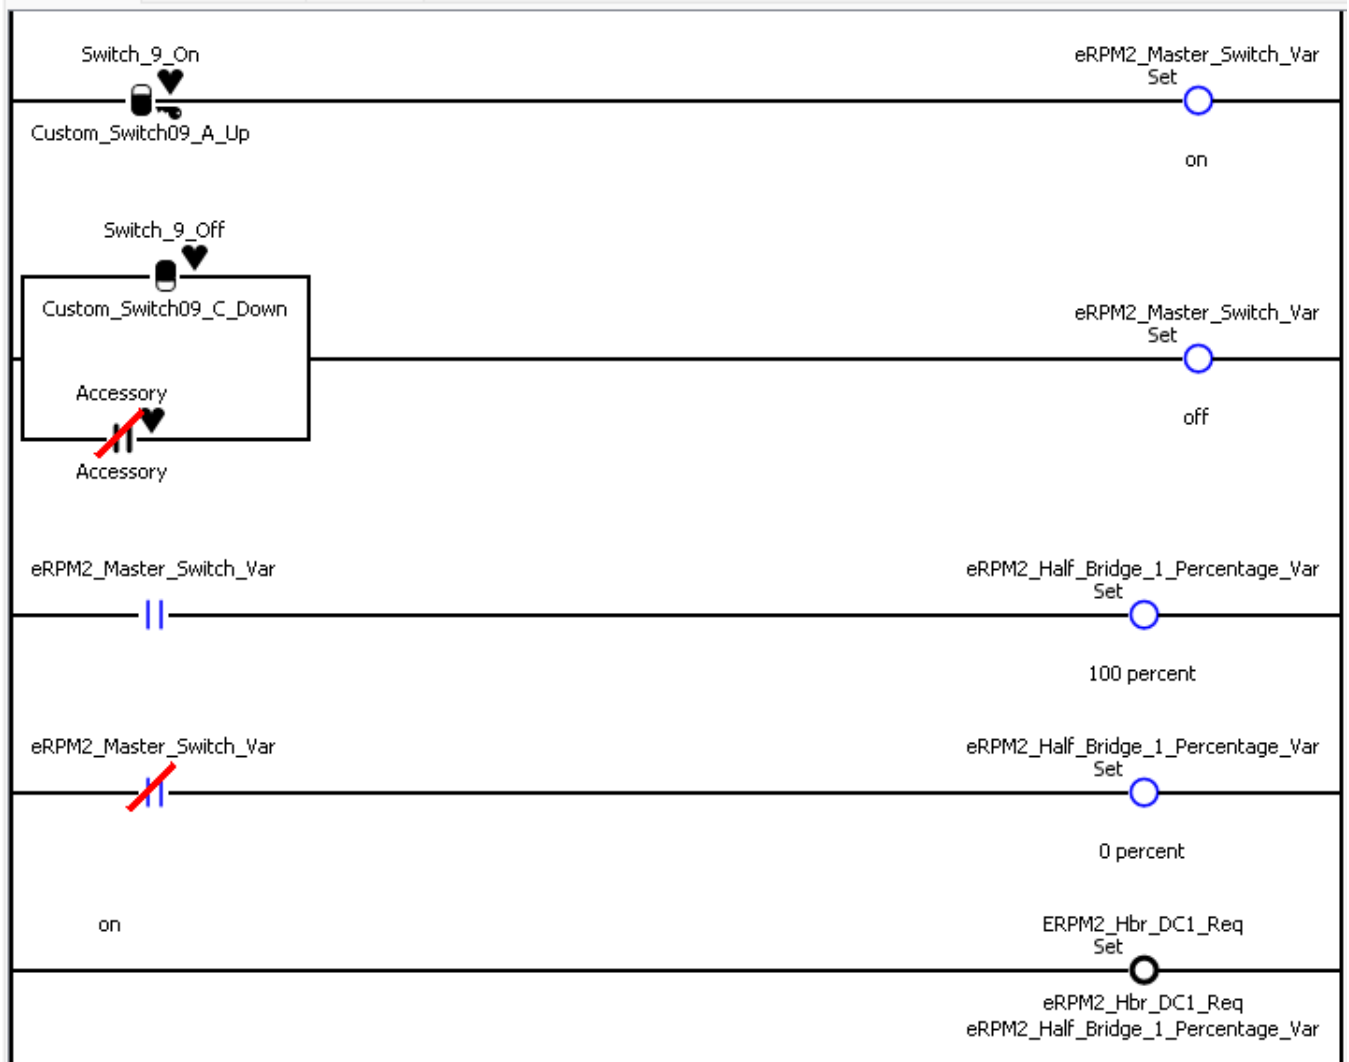 Switch_9_On
Custom_Switch09_A_Up
eRPM2_Master_Switch_Var
Set
on
Switch_9_Off
Custom_Switch09_C_Down
Accessory
Accessory
eRPM2_Master_Switch_Var
Set
off
eRPM2_Master_Switch_Var
eRPM2_Half_Bridge_1_Percentage_Var
Set
100 percent
eRPM2_Master_Switch_Var
eRPM2_Half_Bridge_1_Percentage_Var
Set
0 percent
on
ERPM2_Hbr_DC1_Req
Set
eRPM2_Hbr_DC1_Req
eRPM2_Half_Bridge_1_Percentage_Var